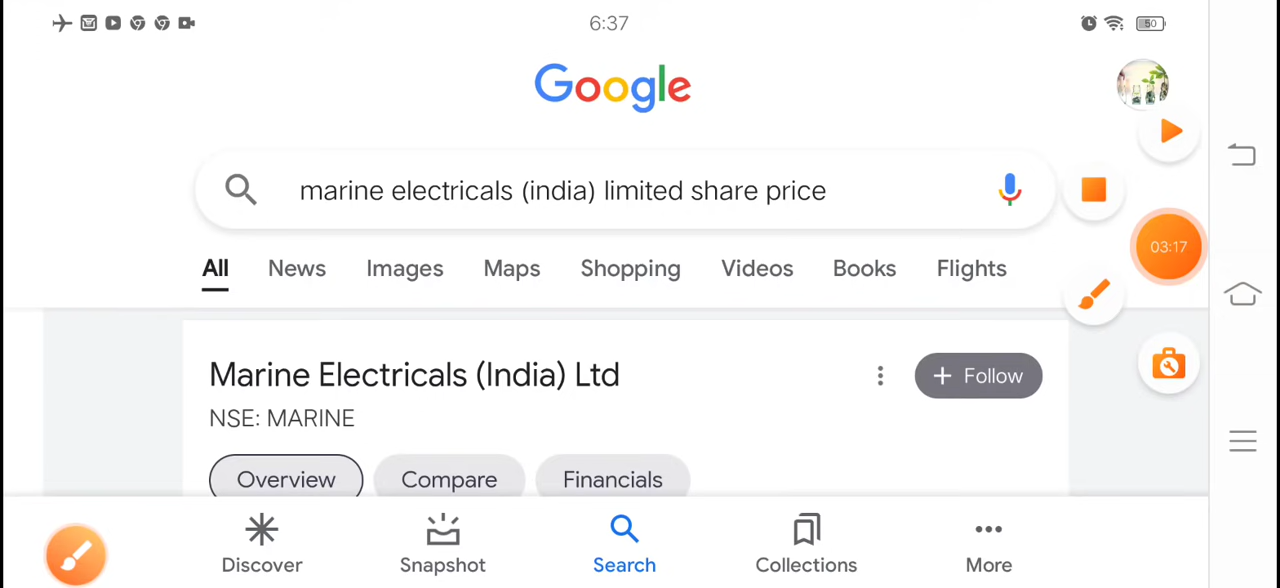 6:37
50
Google
marine electricals (india) limited share price
03:17
All News Images Maps Shopping Videos Books Flights
Marine Electricals (India) Ltd
+ Follow
NSE: MARINE
Overview Compare Financials
Discover Snapshot Search Collections More